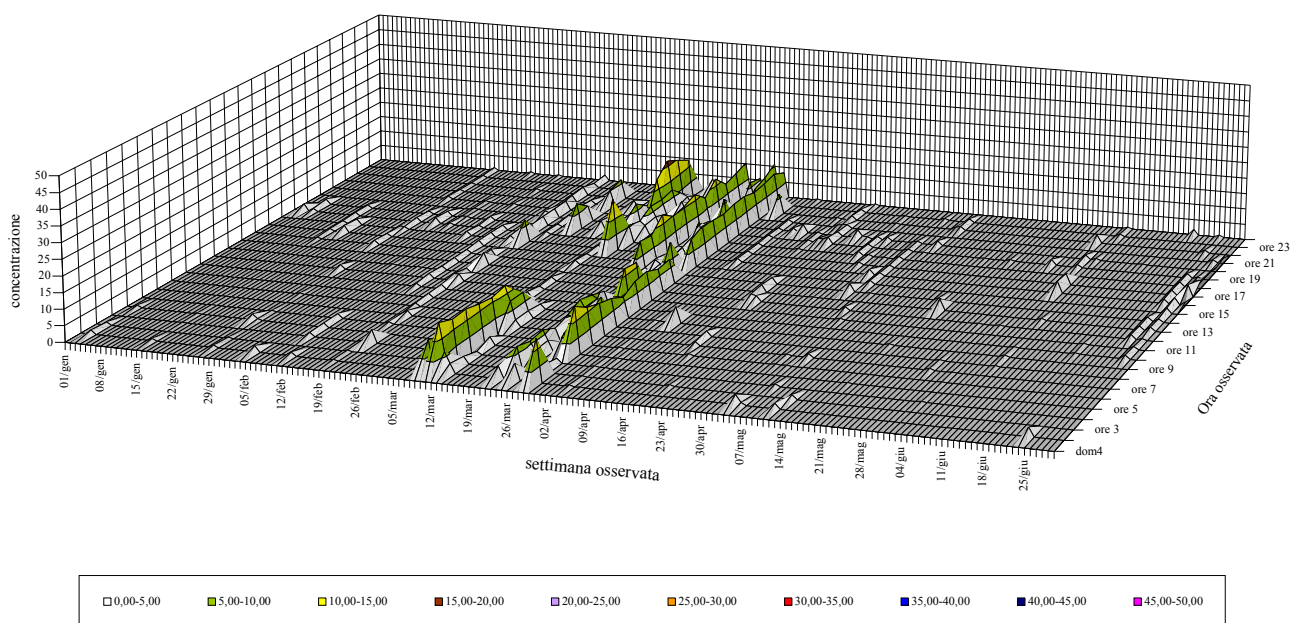 concentrazione
50
45
40
35
30
25
20
15
10
5
0
01/gen
08/gen
15/gen
22/gen
29/gen
05/feb
12/feb
19/feb
26/feb
05/mar
12/mar
19/mar
26/mar
02/apr
09/apr
16/apr
23/apr
30/apr
07/mag
14/mag
21/mag
28/mag
04/giu
11/giu
18/giu
25/giu
settimana osservata
ore 23
ore 21
ore 19
ore 17
ore 15
ore 13
ore 11
ore 9
ore 7
ore 5
ore 3
dom4
Ora osservata
0,00-5,00 5,00-10,00 10,00-15,00 15,00-20,00 20,00-25,00 25,00-30,00 30,00-35,00 35,00-40,00 40,00-45,00 45,00-50,00